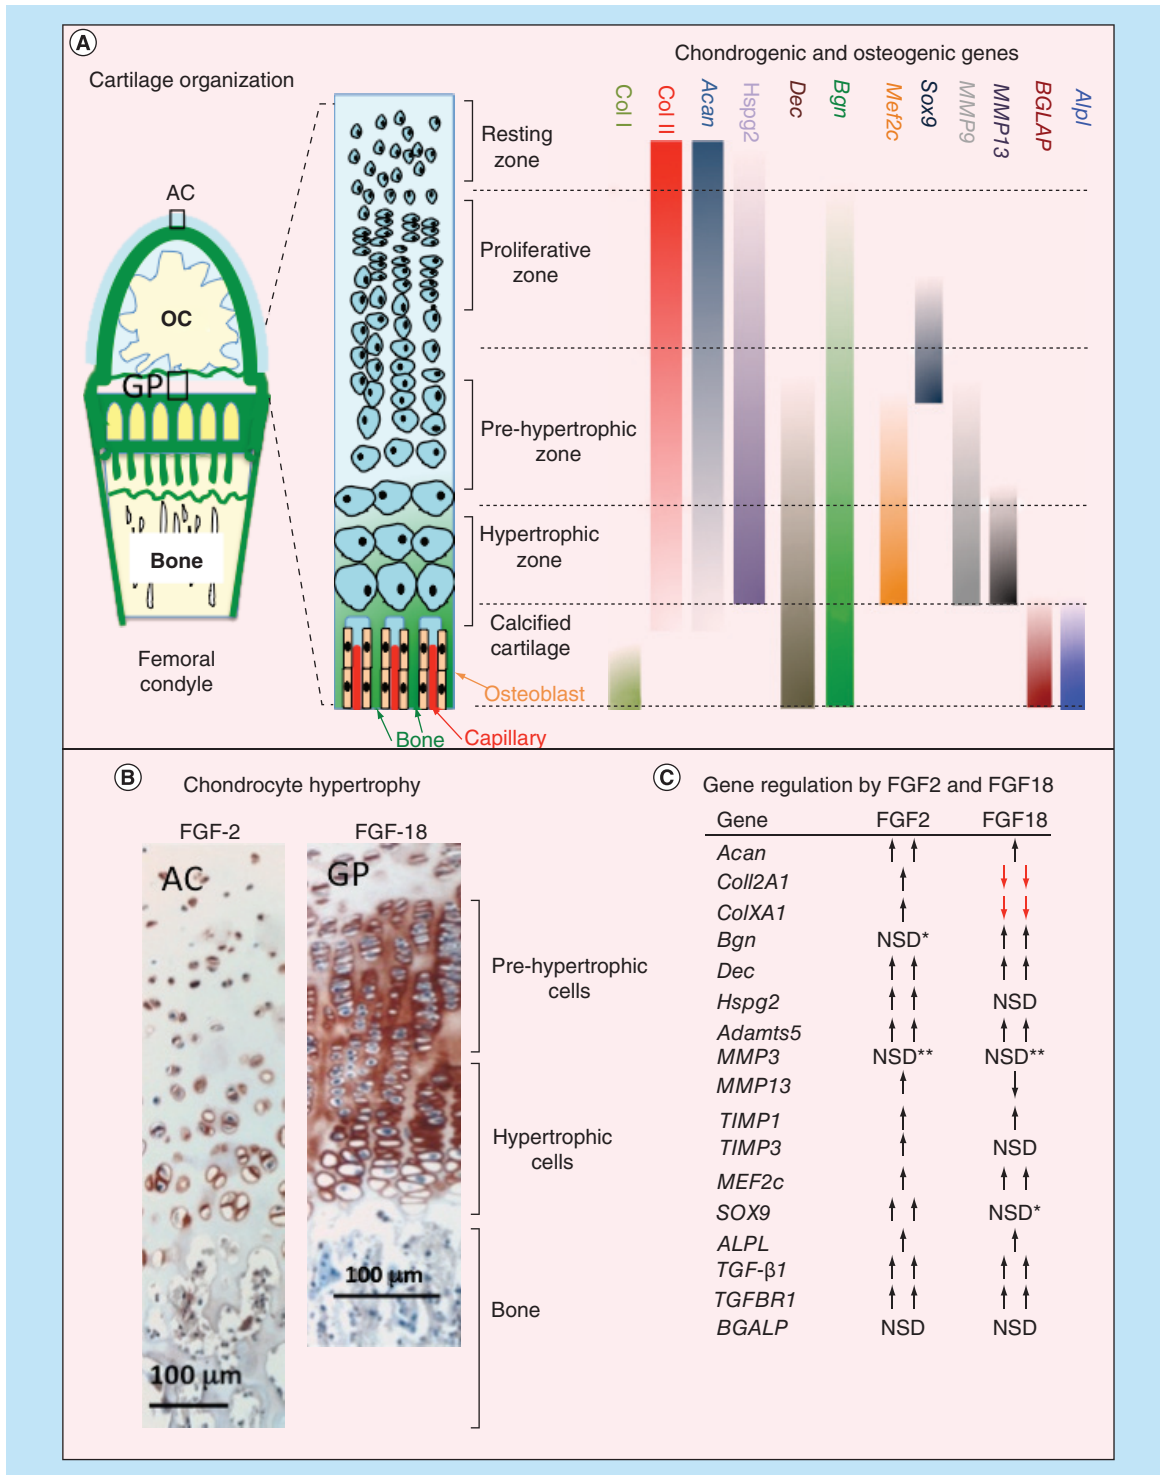 A
Cartilage organization
Chondrogenic and osteogenic genes
Col I
Col II
Acan
Hspg2
Dec
Bgn
Mef2c
Sox9
MMP9
MMP13
BGLAP
Alpl
AC
OC
GP
Bone
Femoral
condyle
Resting
zone
Proliferative
zone
Pre-hypertrophic
zone
Hypertrophic
zone
Calcified
cartilage
Osteoblast
Bone
Capillary
B
Chondrocyte hypertrophy
FGF-2
FGF-18
AC
GP
Pre-hypertrophic
cells
Hypertrophic
cells
Bone
100 µm
100 µm
C
Gene regulation by FGF2 and FGF18
Gene FGF2 FGF18
Acan ↑ ↑ ↑
Coll2A1 ↑ ↓ ↓
ColXA1 ↑ ↓ ↓
Bgn NSD* ↑ ↑
Dec ↑ ↑ ↑ ↑
Hspg2 ↑ ↑ NSD
Adamts5 ↑ ↑ ↑ ↑
MMP3 NSD** NSD**
MMP13 ↑ ↓
TIMP1 ↑ ↑
TIMP3 ↑ NSD
MEF2c ↑ ↑ ↑
SOX9 ↑ ↑ NSD*
ALPL ↑ ↑
TGF-β1 ↑ ↑ ↑ ↑
TGFBR1 ↑ ↑ ↑ ↑
BGALP NSD NSD